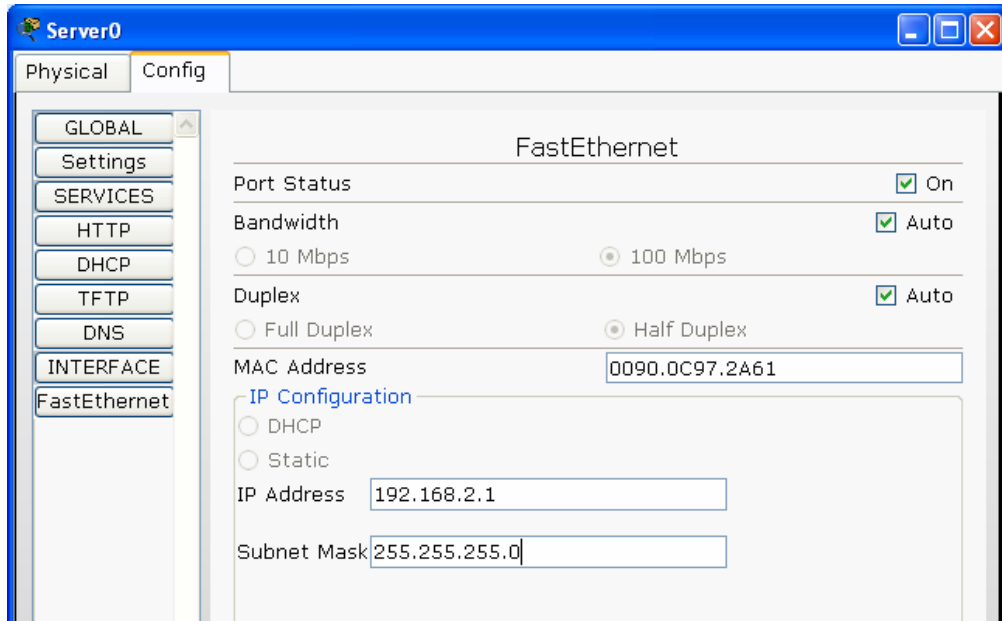 Server0
Physical Config
GLOBAL
Settings
SERVICES
HTTP
DHCP
TFTP
DNS
INTERFACE
FastEthernet
FastEthernet
Port Status On
Bandwidth Auto
10 Mbps 100 Mbps
Duplex Auto
Full Duplex Half Duplex
MAC Address 0090.0C97.2A61
IP Configuration
DHCP
Static
IP Address 192.168.2.1
Subnet Mask 255.255.255.0